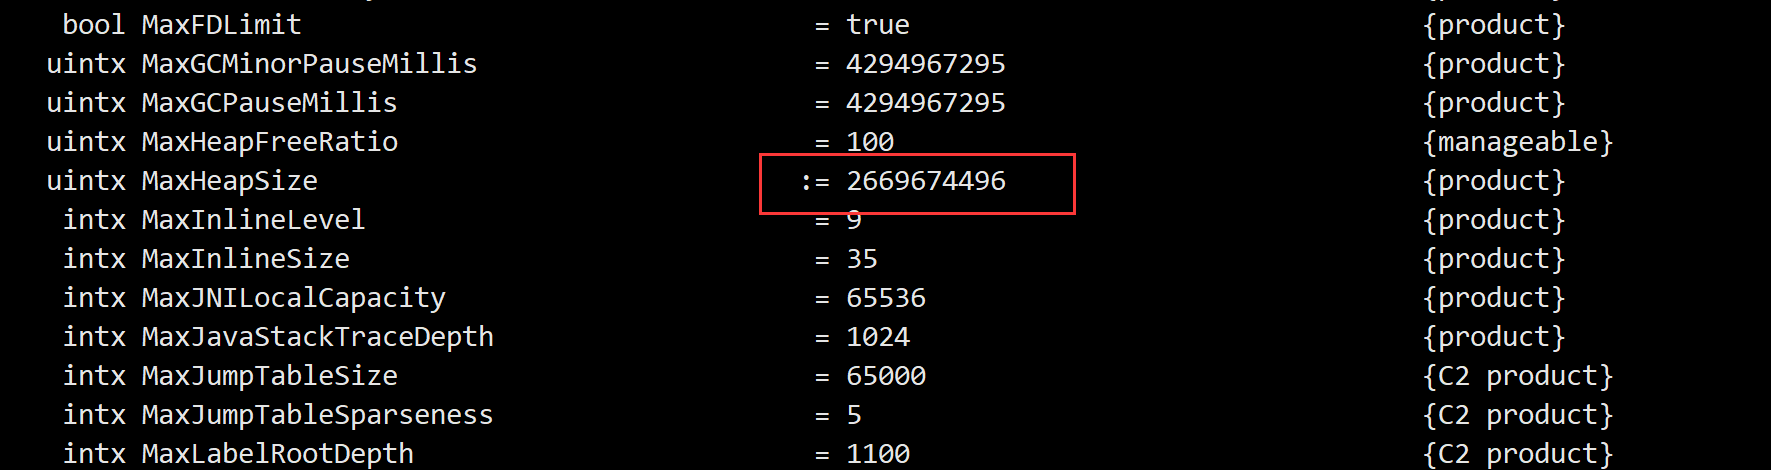 bool MaxFDLimit = true {product}
uintx MaxGCMinorPauseMillis = 4294967295 {product}
uintx MaxGCPauseMillis = 4294967295 {product}
uintx MaxHeapFreeRatio = 100 {manageable}
uintx MaxHeapSize := 2669674496 {product}
intx MaxInlineLevel = 9 {product}
intx MaxInlineSize = 35 {product}
intx MaxJNILocalCapacity = 65536 {product}
intx MaxJavaStackTraceDepth = 1024 {product}
intx MaxJumpTableSize = 65000 {C2 product}
intx MaxJumpTableSparseness = 5 {C2 product}
intx MaxLabelRootDepth = 1100 {C2 product}